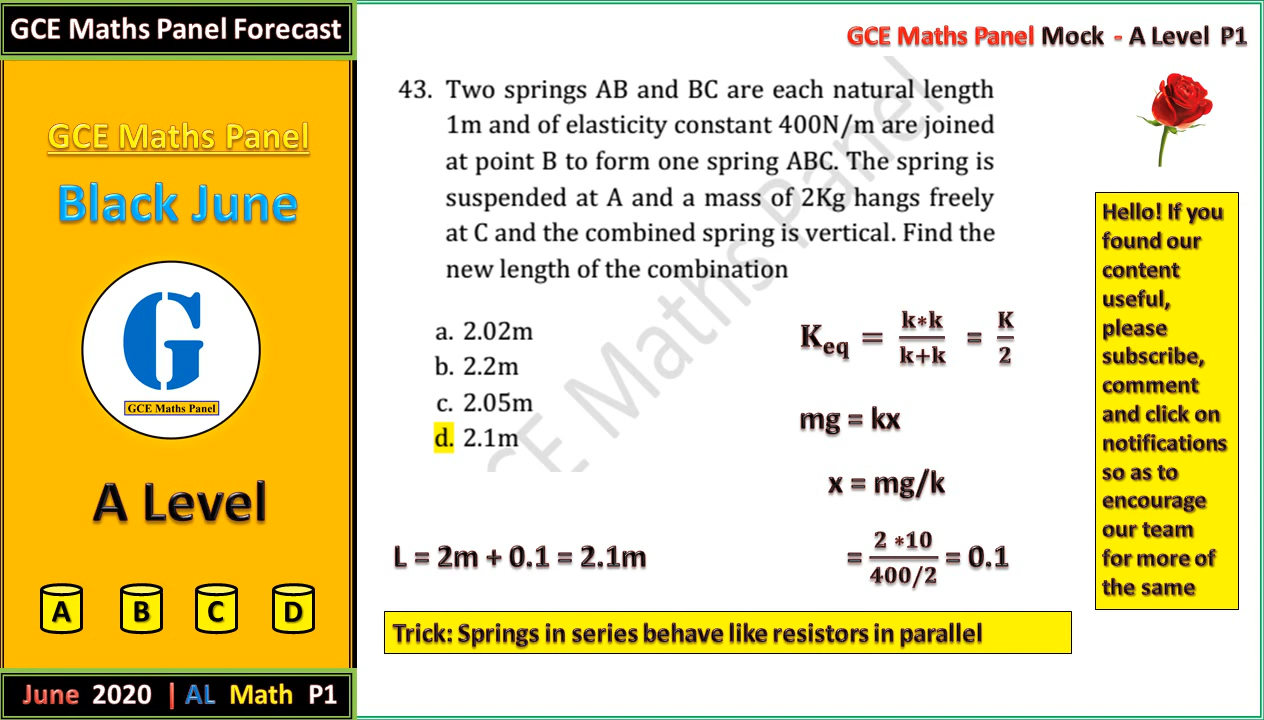 GCE Maths Panel Forecast
GCE Maths Panel
Black June
G
GCE Maths Panel
A Level
A B C D
June 2020 | AL Math P1
GCE Maths Panel Mock - A Level P1
43. Two springs AB and BC are each natural length
1m and of elasticity constant 400N/m are joined
at point B to form one spring ABC. The spring is
suspended at A and a mass of 2Kg hangs freely
at C and the combined spring is vertical. Find the
new length of the combination
a. 2.02m
b. 2.2m
c. 2.05m
d. 2.1m
GCE Maths Panel
K_eq = k*k/k+k = K/2
mg = kx
x = mg/k
= 2 *10/400/2 = 0.1
L = 2m + 0.1 = 2.1m
Trick: Springs in series behave like resistors in parallel
Hello! If you
found our
content
useful,
please
subscribe,
comment
and click on
notifications
so as to
encourage
our team
for more of
the same